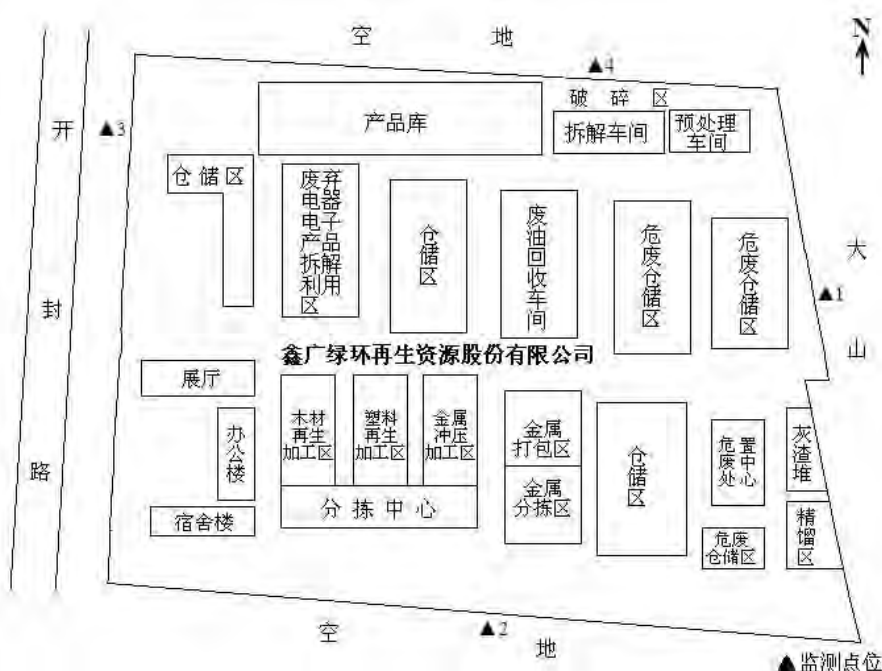 空 地
N
▲4
破 碎 区
开
▲3
产品库
拆解车间
预处理
车间
仓 储 区
废弃
电器
电子
产品
拆解
利用
区
仓储区
废油回收车间
危废仓储区
危废仓储区
大
▲1
封
山
鑫广绿环再生资源股份有限公司
展厅
木材
再生
加工区
塑料
再生
加工区
金属
冲压
加工区
金属
打包区
仓储区
危废处
置中心
灰渣堆
办公楼
路
分 拣 中 心
金属
分拣区
宿舍楼
危废
仓储区
精馏区
空 地
▲2
▲监测点位